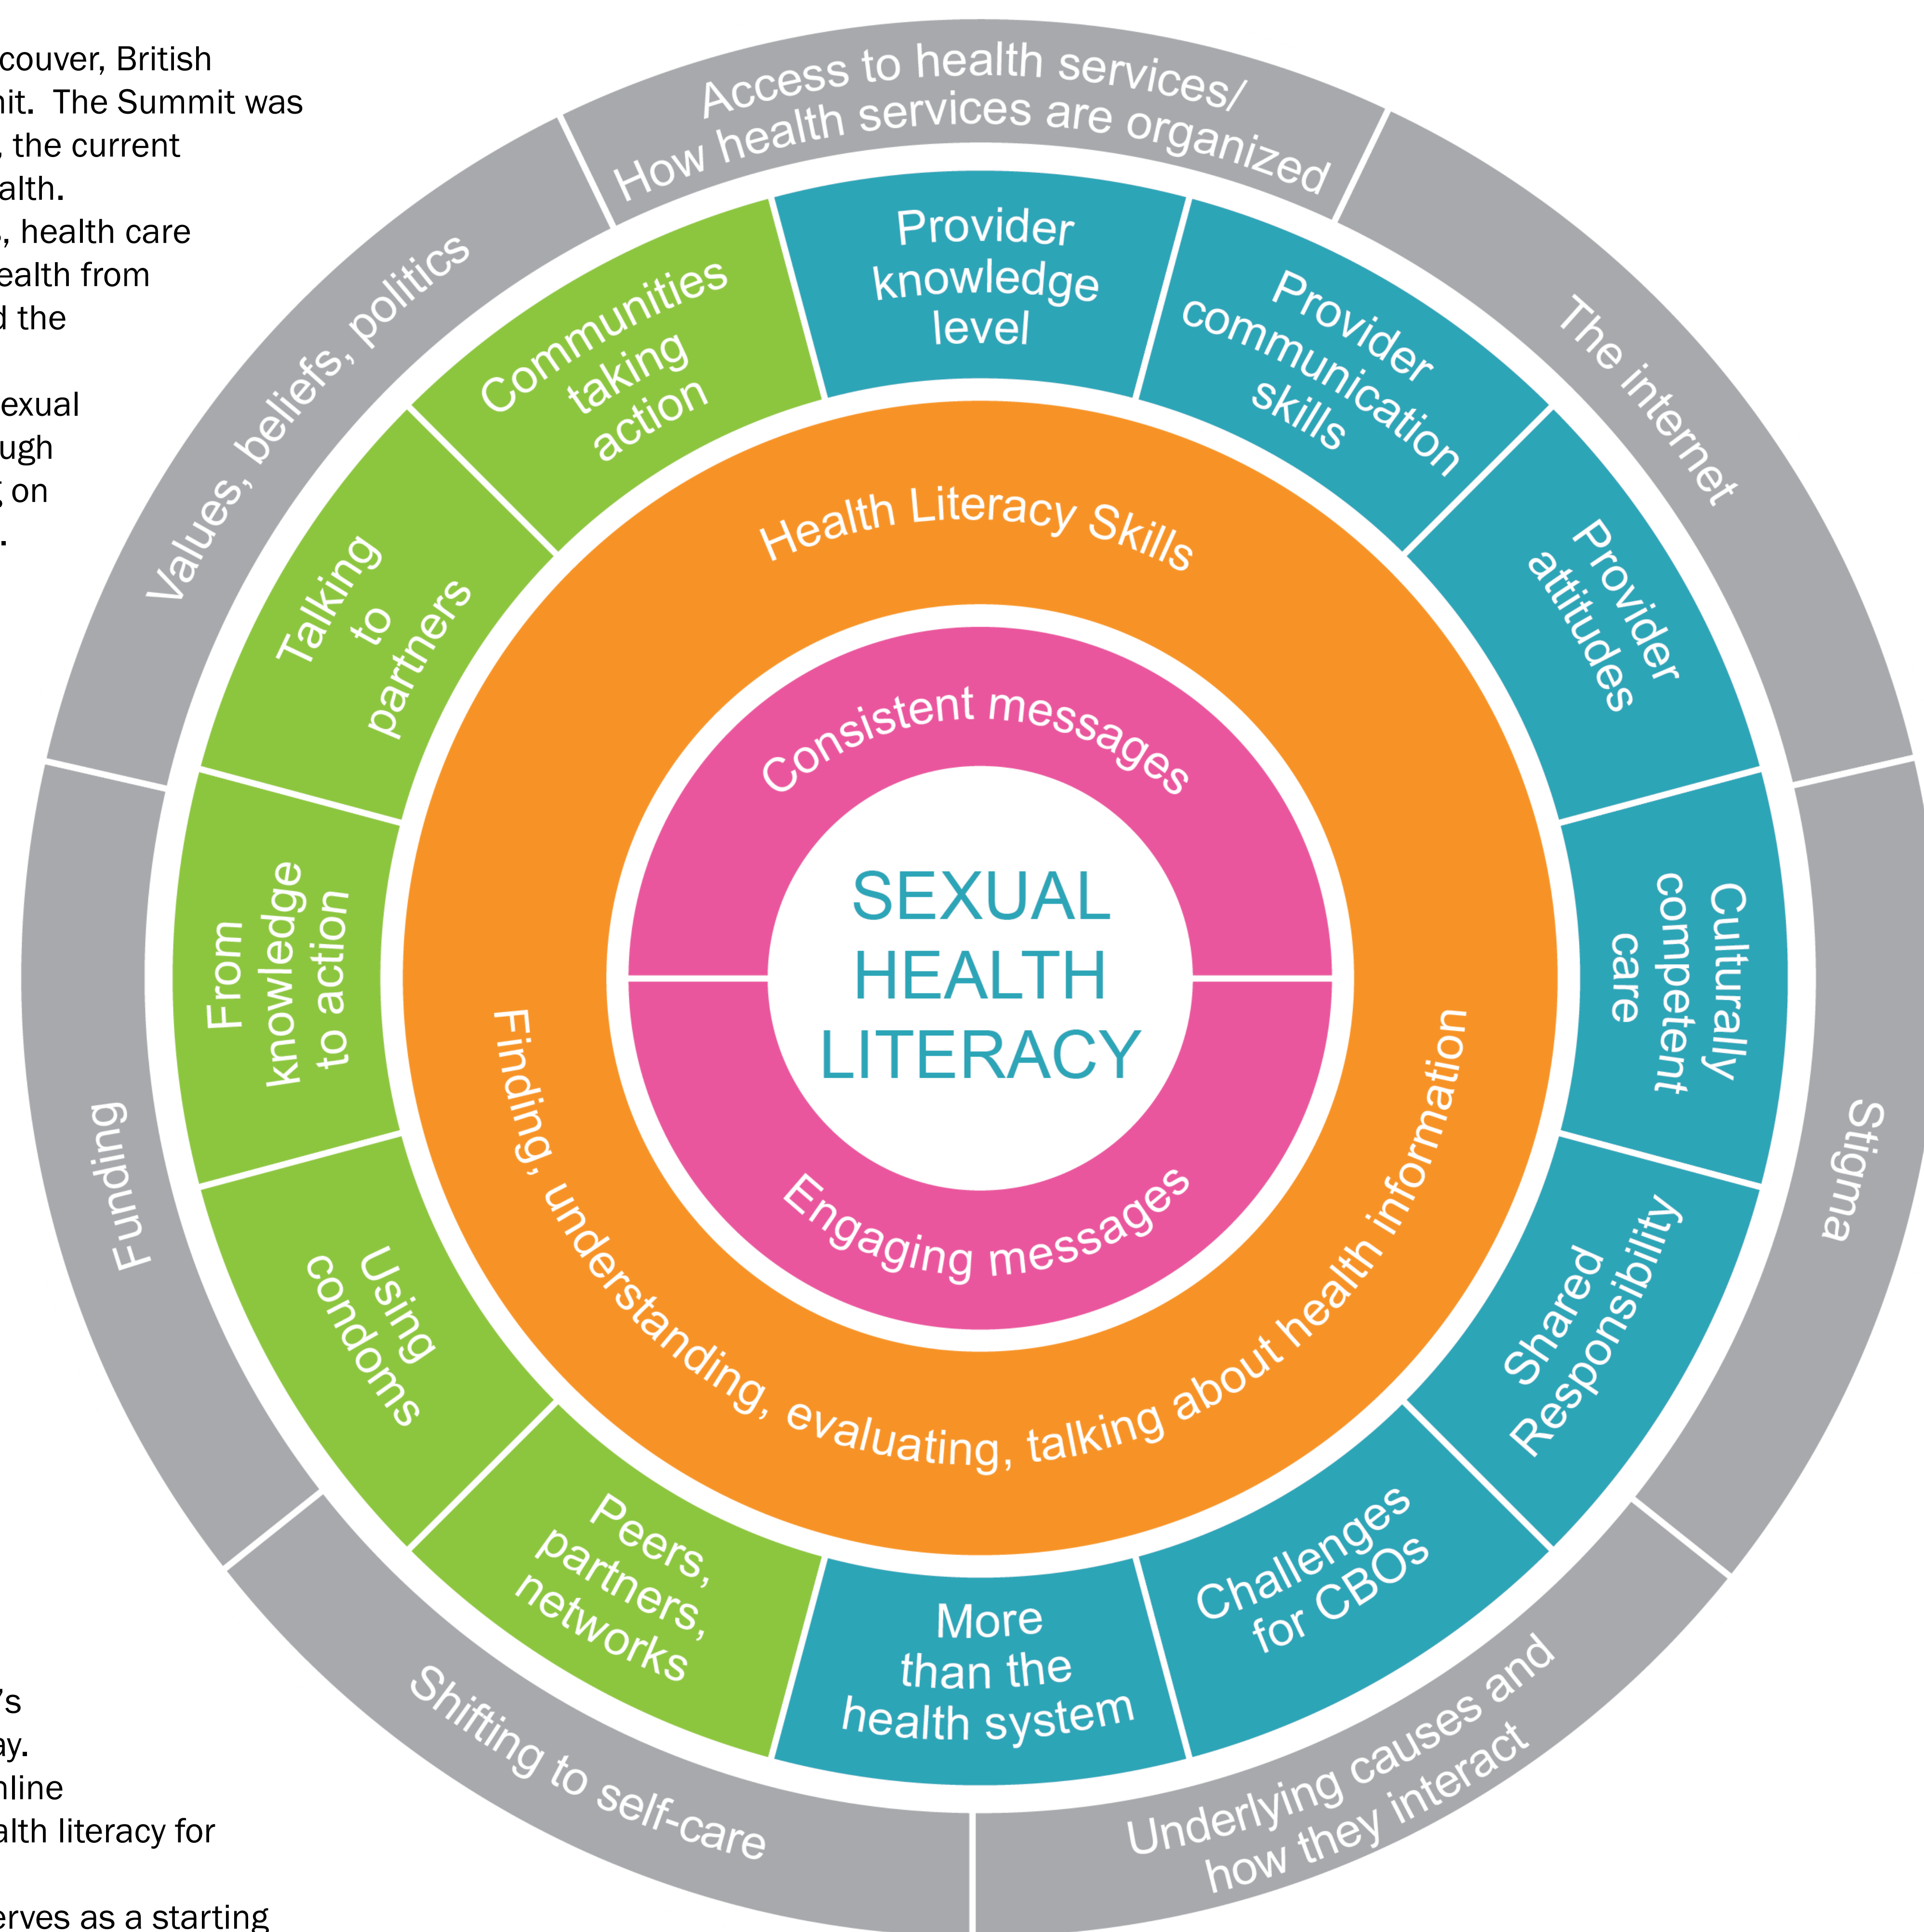 couver, British
nit. The Summit was
, the current
alth.
, health care
ealth from
d the
exual
ugh
on
.
Access to health services/
How health services are organized
The internet
Stigma
Underlying causes and
how they interact
Shifting to self-care
Funding
Values, beliefs, politics
Provider
knowledge
level
Provider
communication
skills
Provider
attitudes
Culturally
competent
care
Shared
Responsibility
Challenges
for CBOs
More
than the
health system
Peers,
partners,
networks
Using
condoms
From
knowledge
to action
Talking
to
partners
Communities
taking
action
Health Literacy Skills
Finding, understanding, evaluating, talking about health information
Consistent messages
Engaging messages
SEXUAL
HEALTH
LITERACY
's
ay.
nline
alth literacy for
erves as a starting